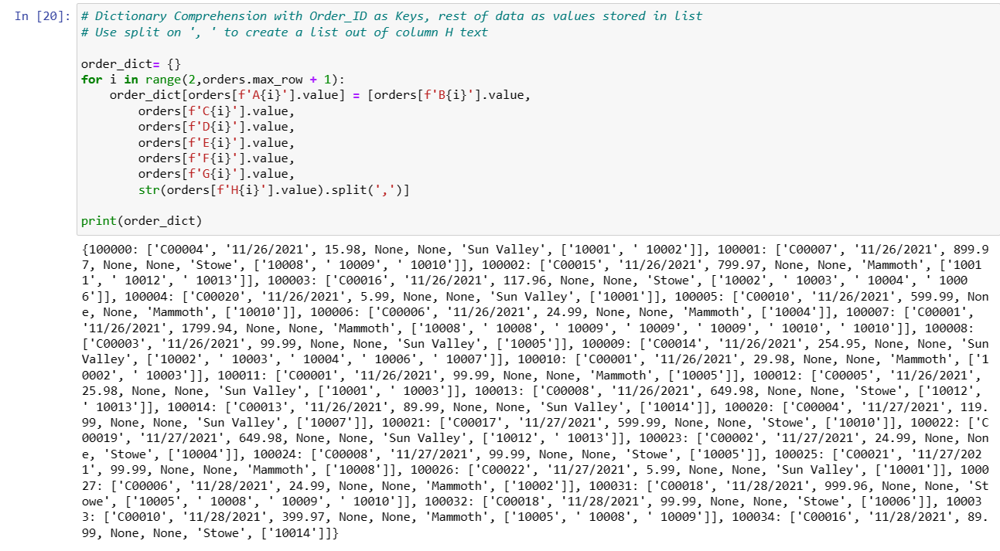 In [20]: # Dictionary Comprehension with Order_ID as Keys, rest of data as values stored in list
# Use split on ', ' to create a list out of column H text
order_dict= {}
for i in range(2,orders.max_row + 1):
    order_dict[orders[f'A{i}'].value] = [orders[f'B{i}'].value,
        orders[f'C{i}'].value,
        orders[f'D{i}'].value,
        orders[f'E{i}'].value,
        orders[f'F{i}'].value,
        orders[f'G{i}'].value,
        str(orders[f'H{i}'].value).split(',')]
print(order_dict)
{100000: ['C00004', '11/26/2021', 15.98, None, None, 'Sun Valley', ['10001', ' 10002']], 100001: ['C00007', '11/26/2021', 899.9
7, None, None, 'Stowe', ['10008', ' 10009', ' 10010']], 100002: ['C00015', '11/26/2021', 799.97, None, None, 'Mammoth', ['1001
1', ' 10012', ' 10013']], 100003: ['C00016', '11/26/2021', 117.96, None, None, 'Stowe', ['10002', ' 10003', ' 10004', ' 1000
6']], 100004: ['C00020', '11/26/2021', 5.99, None, None, 'Sun Valley', ['10001']], 100005: ['C00010', '11/26/2021', 599.99, Non
e, None, 'Mammoth', ['10010']], 100006: ['C00006', '11/26/2021', 24.99, None, None, 'Mammoth', ['10004']], 100007: ['C00001',
'11/26/2021', 1799.94, None, None, 'Mammoth', ['10008', ' 10008', ' 10009', ' 10009', ' 10009', ' 10010', ' 10010']], 100008:
['C00003', '11/26/2021', 99.99, None, None, 'Sun Valley', ['10005']], 100009: ['C00014', '11/26/2021', 254.95, None, None, 'Sun
Valley', ['10002', ' 10003', ' 10004', ' 10006', ' 10007']], 100010: ['C00001', '11/26/2021', 29.98, None, None, 'Mammoth', ['1
0002', ' 10003']], 100011: ['C00001', '11/26/2021', 99.99, None, None, 'Mammoth', ['10005']], 100012: ['C00005', '11/26/2021',
25.98, None, None, 'Sun Valley', ['10001', ' 10003']], 100013: ['C00008', '11/26/2021', 649.98, None, None, 'Stowe', ['10012',
' 10013']], 100014: ['C00013', '11/26/2021', 89.99, None, None, 'Sun Valley', ['10014']], 100020: ['C00004', '11/27/2021', 119.
99, None, None, 'Sun Valley', ['10007']], 100021: ['C00017', '11/27/2021', 599.99, None, None, 'Stowe', ['10010']], 100022: ['C
00019', '11/27/2021', 649.98, None, None, 'Sun Valley', ['10012', ' 10013']], 100023: ['C00002', '11/27/2021', 24.99, None, Non
e, 'Stowe', ['10004']], 100024: ['C00008', '11/27/2021', 99.99, None, None, 'Stowe', ['10005']], 100025: ['C00021', '11/27/202
1', 99.99, None, None, 'Mammoth', ['10008']], 100026: ['C00022', '11/27/2021', 5.99, None, None, 'Sun Valley', ['10001']], 1000
27: ['C00006', '11/28/2021', 24.99, None, None, 'Mammoth', ['10002']], 100031: ['C00018', '11/28/2021', 999.96, None, None, 'St
owe', ['10005', ' 10008', ' 10009', ' 10010']], 100032: ['C00018', '11/28/2021', 99.99, None, None, 'Stowe', ['10006']], 10003
3: ['C00010', '11/28/2021', 399.97, None, None, 'Mammoth', ['10005', ' 10008', ' 10009']], 100034: ['C00016', '11/28/2021', 89.
99, None, None, 'Stowe', ['10014']]}